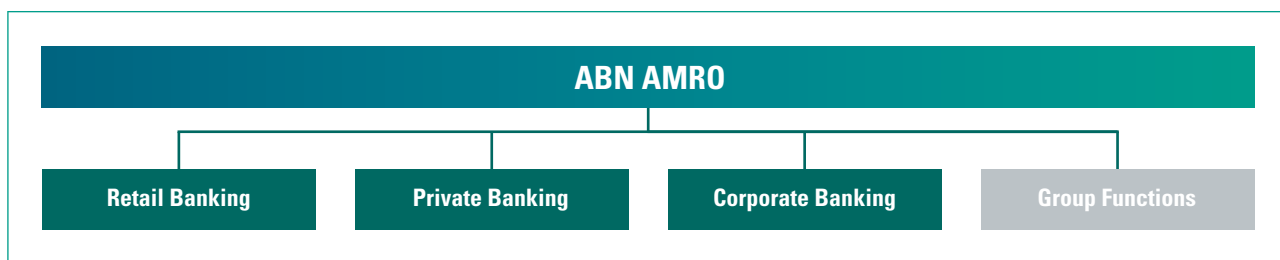 ABN AMRO
Retail Banking
Private Banking
Corporate Banking
Group Functions